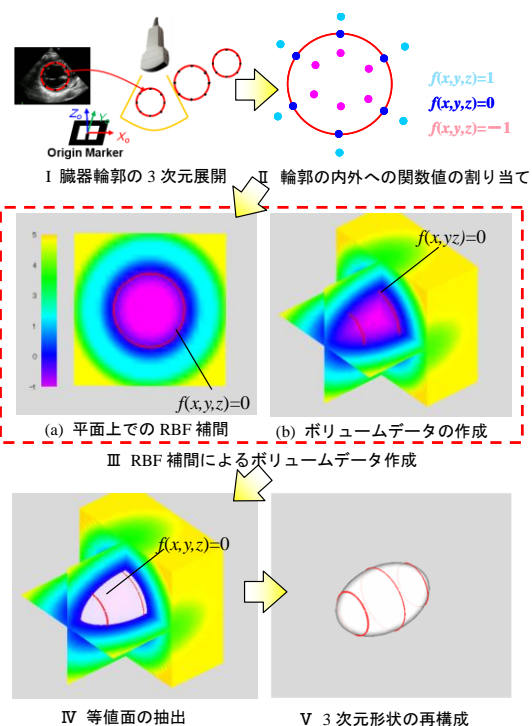 f(x,y,z)=1
f(x,y,z)=0
f(x,y,z)=－1
Zo
Y
Xo
Origin Marker
I 臓器輪郭の 3 次元展開
Ⅱ 輪郭の内外への関数値の割り当て
5
4
3
2
1
0
-1
f(x,y,z)=0
f(x,yz)=0
(a) 平面上での RBF 補間
(b) ボリュームデータの作成
Ⅲ RBF 補間によるボリュームデータ作成
f(x,y,z)=0
Ⅳ 等値面の抽出
Ⅴ 3 次元形状の再構成